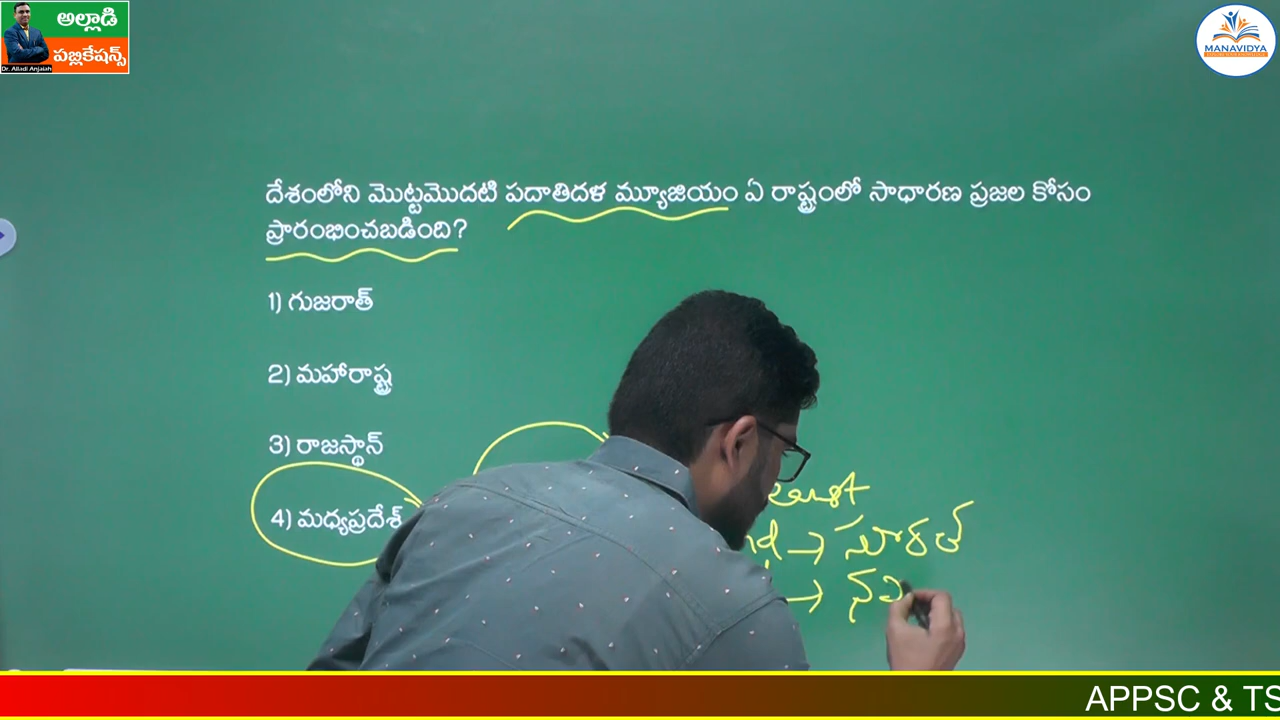 అల్లాడి
పబ్లికేషన్స్
Dr. Alladi Anjaiah
MANAVIDYA
దేశంలోని మొట్టమొదటి పదాతిదళ మ్యూజియం ఏ రాష్ట్రంలో సాధారణ ప్రజల కోసం
ప్రారంభించబడింది?
1) గుజరాత్
2) మహారాష్ట్ర
3) రాజస్థాన్
4) మధ్యప్రదేశ్
→ సూరత్
→ నవ
APPSC & TS